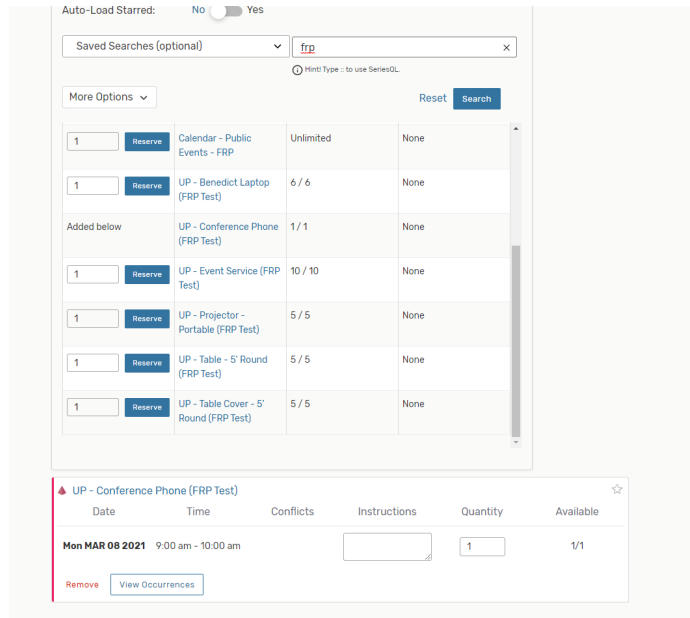 Auto-Load Starred: No Yes
Saved Searches (optional) frp
Hint! Type :: to use SeriesQL.
More Options Reset Search
1 Reserve Calendar - Public Unlimited None
Events - FRP
1 Reserve UP - Benedict Laptop 6 / 6 None
(FRP Test)
Added below UP - Conference Phone 1 / 1 None
(FRP Test)
1 Reserve UP - Event Service (FRP 10 / 10 None
Test)
1 Reserve UP - Projector - 5 / 5 None
Portable (FRP Test)
1 Reserve UP - Table - 5' Round 5 / 5 None
(FRP Test)
1 Reserve UP - Table Cover - 5' 5 / 5 None
Round (FRP Test)
UP - Conference Phone (FRP Test)
Date Time Conflicts Instructions Quantity Available
Mon MAR 08 2021 9:00 am - 10:00 am 1 1/1
Remove View Occurrences